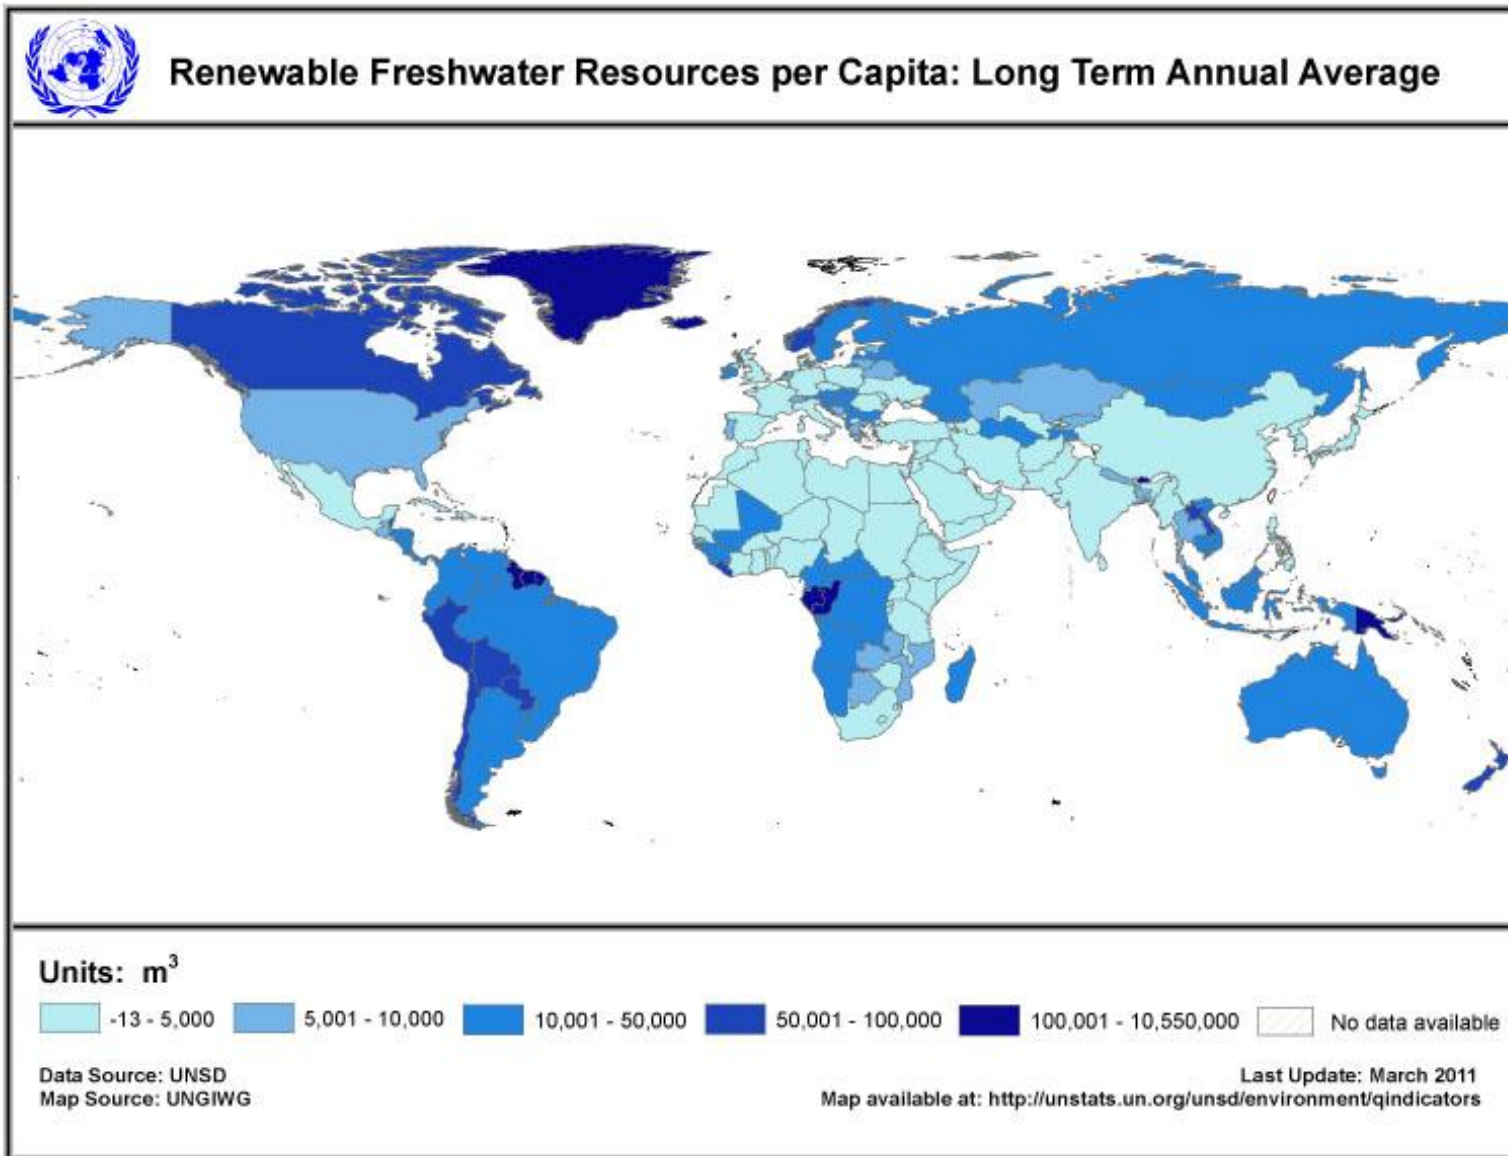 Renewable Freshwater Resources per Capita: Long Term Annual Average
Units: m³
-13 - 5,000 5,001 - 10,000 10,001 - 50,000 50,001 - 100,000 100,001 - 10,550,000 No data available
Data Source: UNSD Last Update: March 2011
Map Source: UNGIWG Map available at: http://unstats.un.org/unsd/environment/qindicators